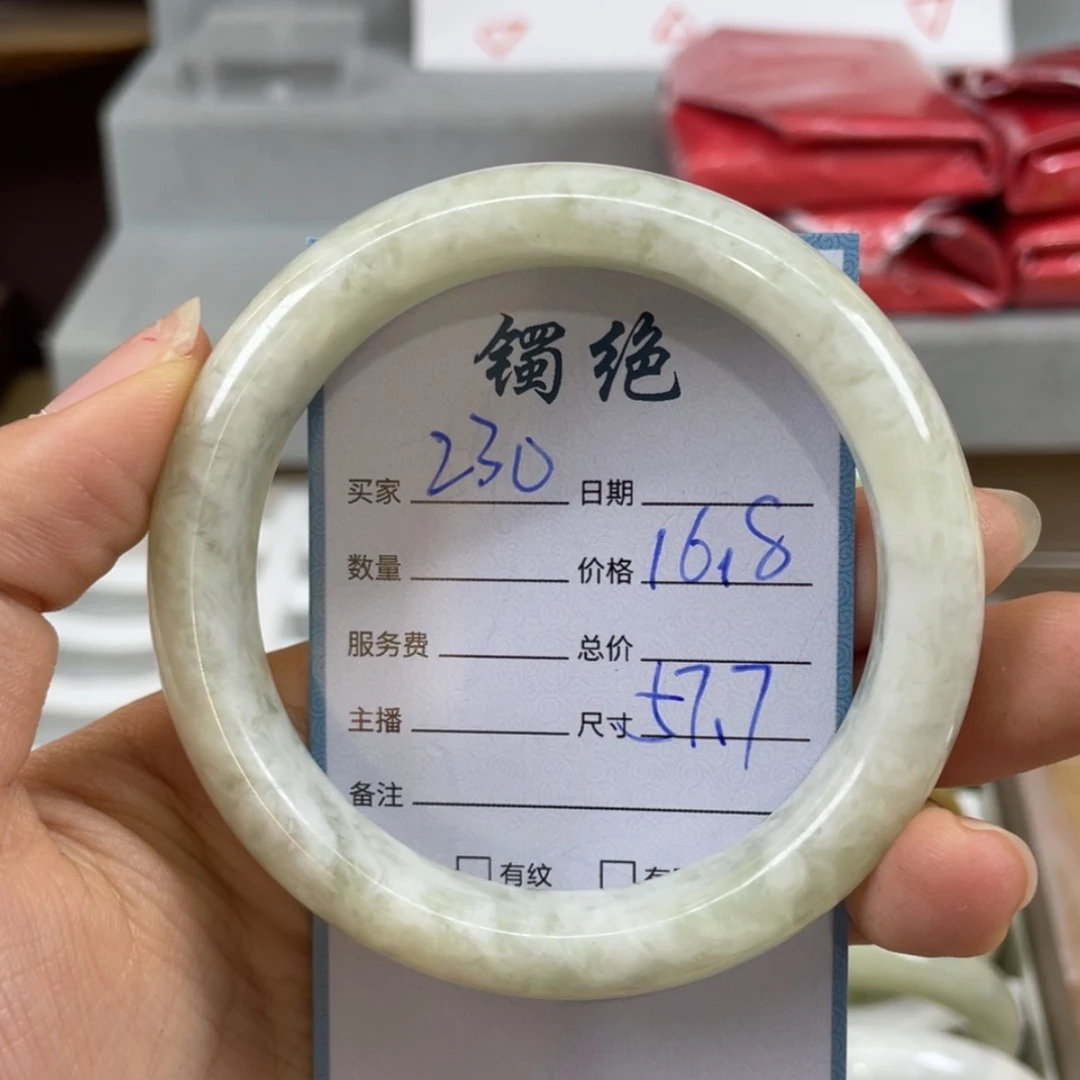 镯绝
买家 230 日期
数量 价格 16.8
服务费 总价
主播 尺寸 57.7
备注
有纹